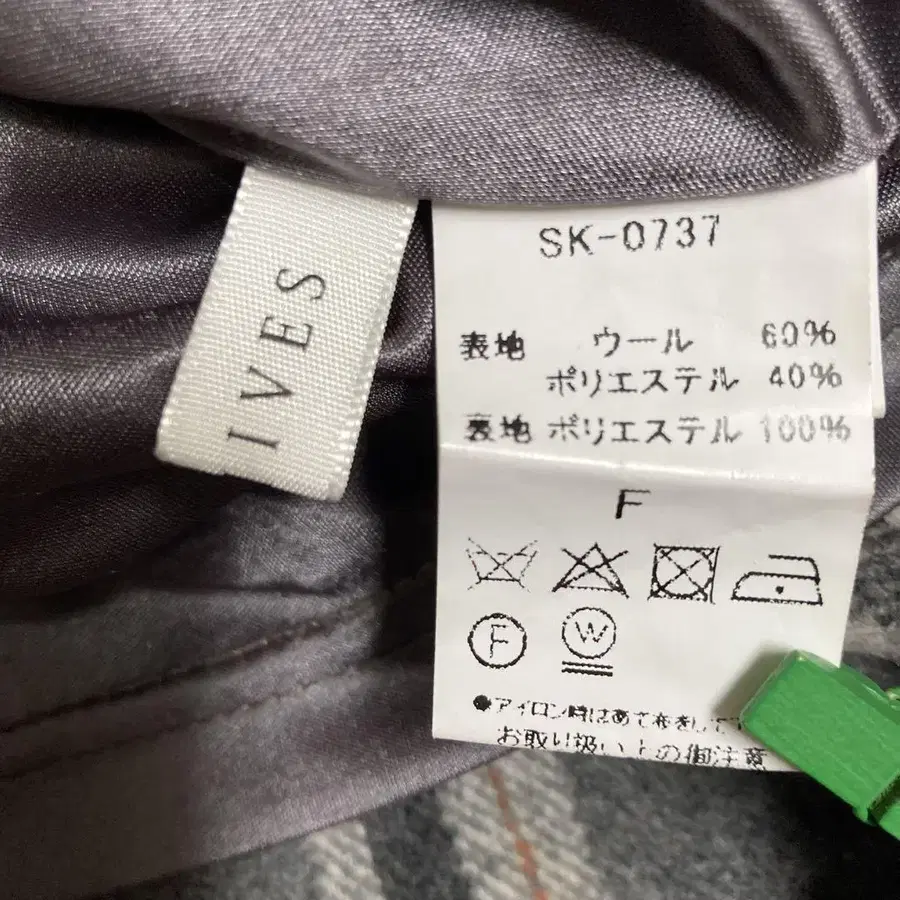 IVES
SK-0737
表地 ウール 60%
ポリエステル 40%
裏地 ポリエステル 100%
F
F
W
●アイロン時はあて布をして
お取り扱い上の御注意